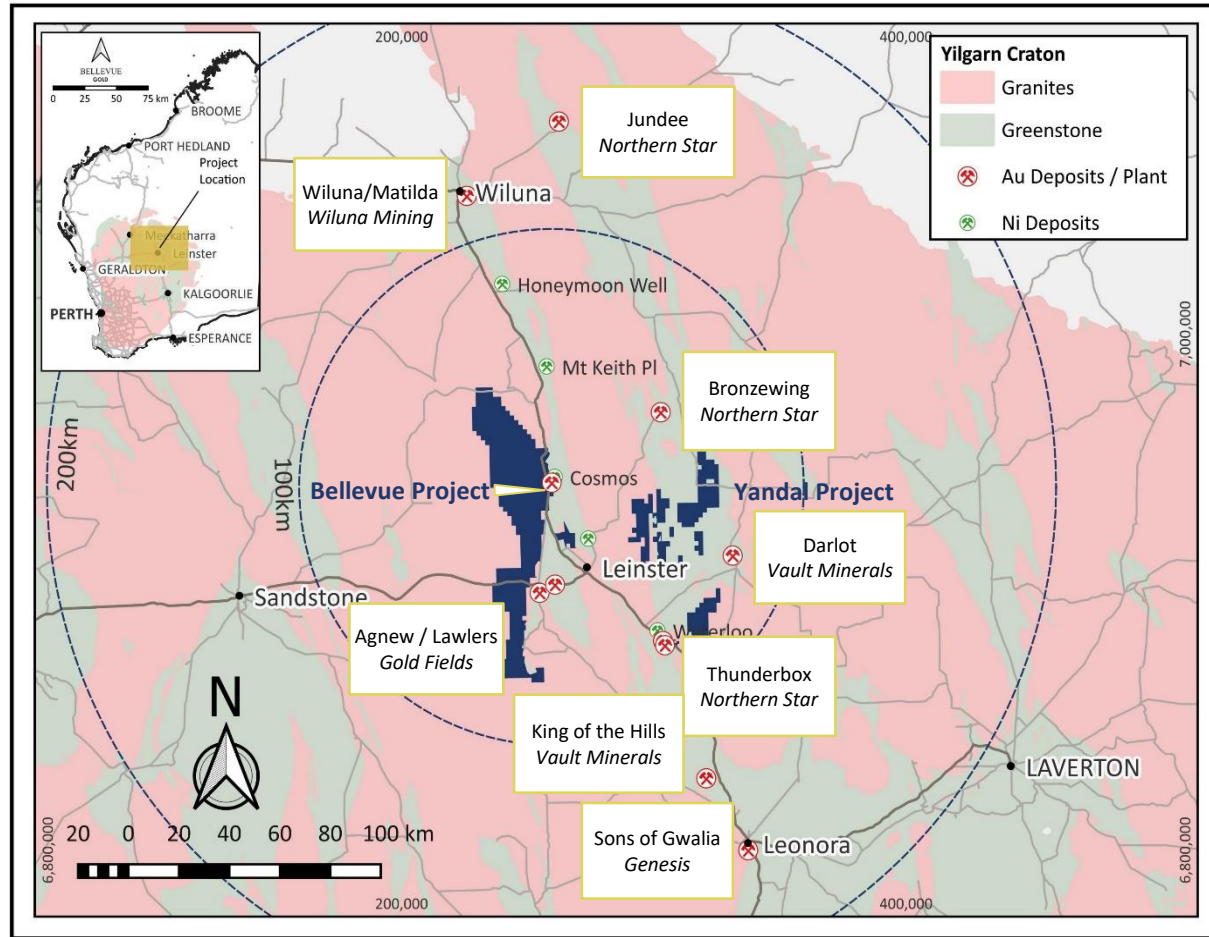 200,000
400,000
BELLEVUE
GOLD
0 25 50 75 km
BROOME
PORT HEDLAND
Project
Location
Meekatharra
Leinster
GERALDTON
KALGOORLIE
PERTH
ESPERANCE
Yilgarn Craton
Granites
Greenstone
Au Deposits / Plant
Ni Deposits
Jundee
Northern Star
Wiluna/Matilda
Wiluna Mining
Wiluna
Honeymoon Well
7,000,000
Mt Keith Pl
Bronzewing
Northern Star
200km
100km
Bellevue Project
Cosmos
Yandal Project
Darlot
Vault Minerals
Leinster
Sandstone
Agnew / Lawlers
Gold Fields
Thunderbox
Northern Star
King of the Hills
Vault Minerals
N
LAVERTON
20 0 20 40 60 80 100 km
Sons of Gwalia
Genesis
Leonora
6,800,000
6,800,000
200,000
400,000